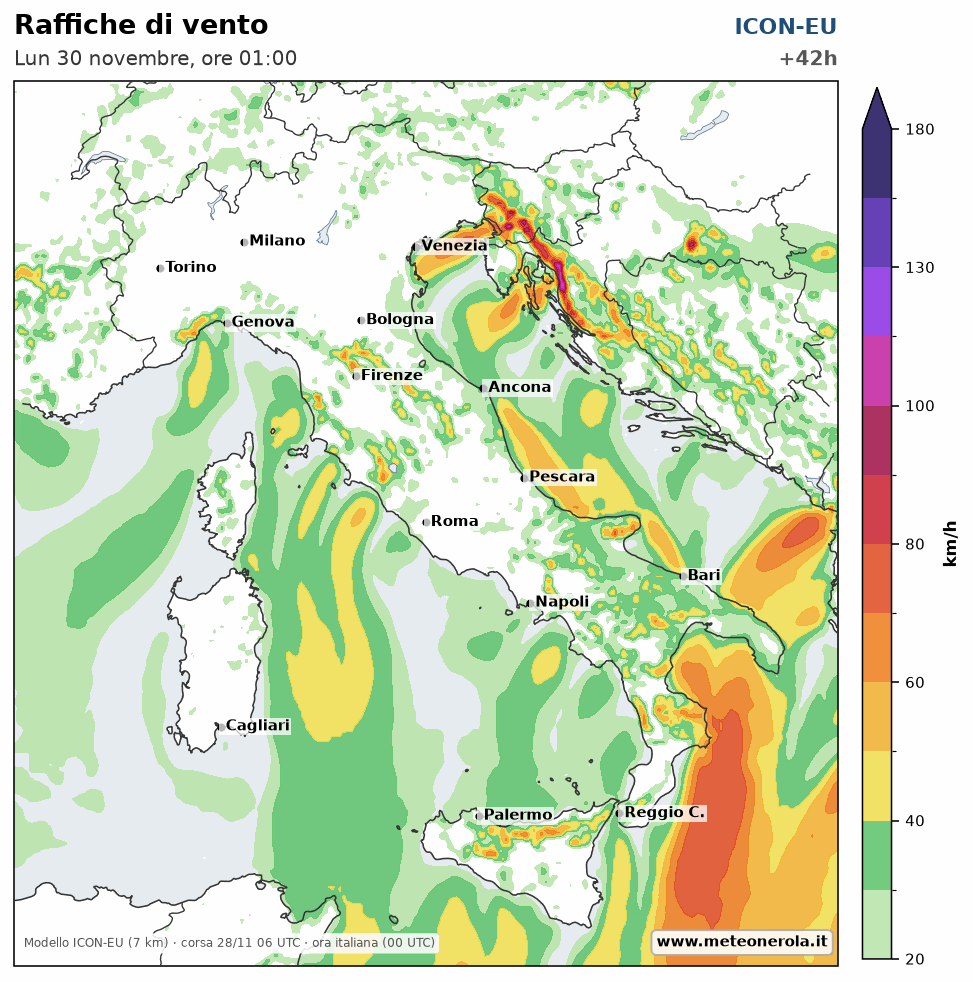 Raffiche di vento
ICON-EU
Lun 30 novembre, ore 01:00
+42h
180
130
100
80
60
40
20
km/h
Milano
Venezia
Torino
Genova
Bologna
Firenze
Ancona
Pescara
Roma
Bari
Napoli
Cagliari
Palermo
Reggio C.
Modello ICON-EU (7 km) · corsa 28/11 06 UTC · ora italiana (00 UTC)
www.meteonerola.it